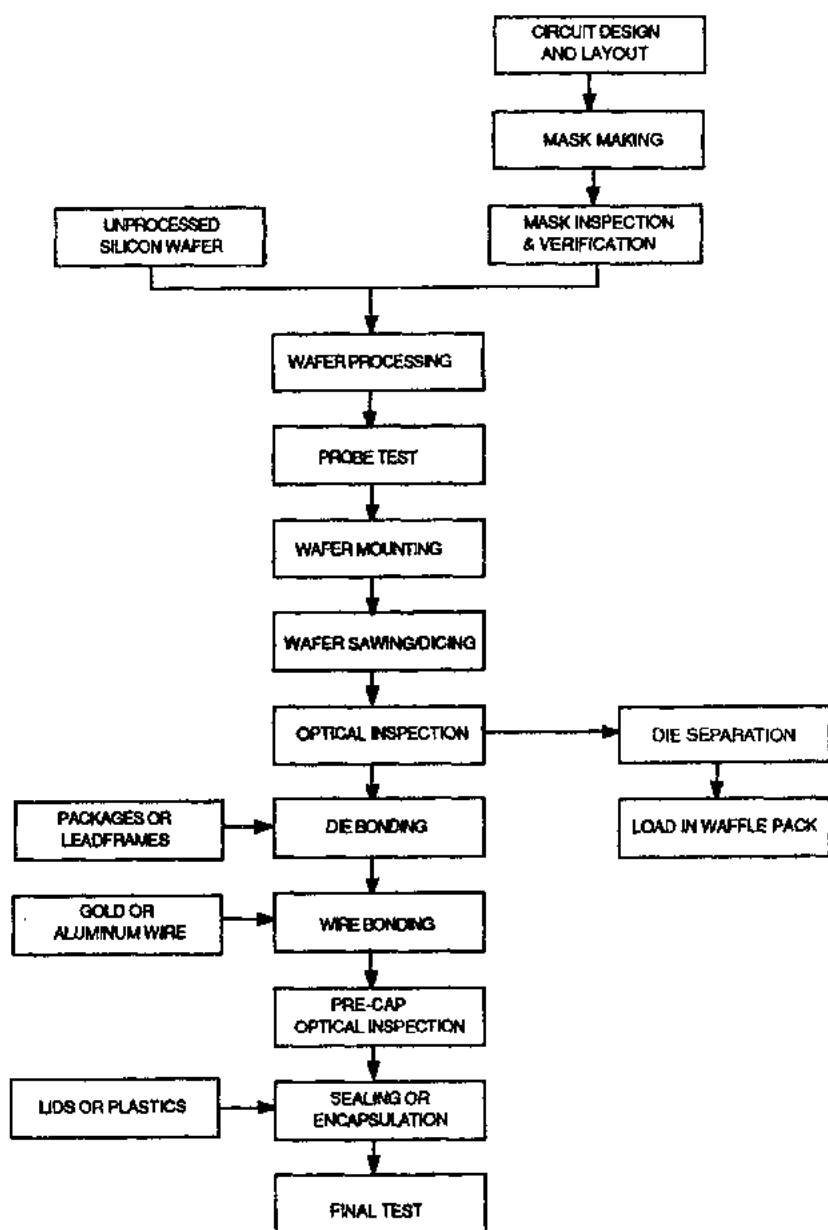 CIRCUIT DESIGN
AND LAYOUT
MASK MAKING
UNPROCESSED
SILICON WAFER
MASK INSPECTION
& VERIFICATION
WAFER PROCESSING
PROBE TEST
WAFER MOUNTING
WAFER SAWING/DICING
OPTICAL INSPECTION
DIE SEPARATION
PACKAGES OR
LEADFRAMES
DIE BONDING
LOAD IN WAFFLE PACK
GOLD OR
ALUMINUM WIRE
WIRE BONDING
PRE-CAP
OPTICAL INSPECTION
LIDS OR PLASTICS
SEALING OR
ENCAPSULATION
FINAL TEST